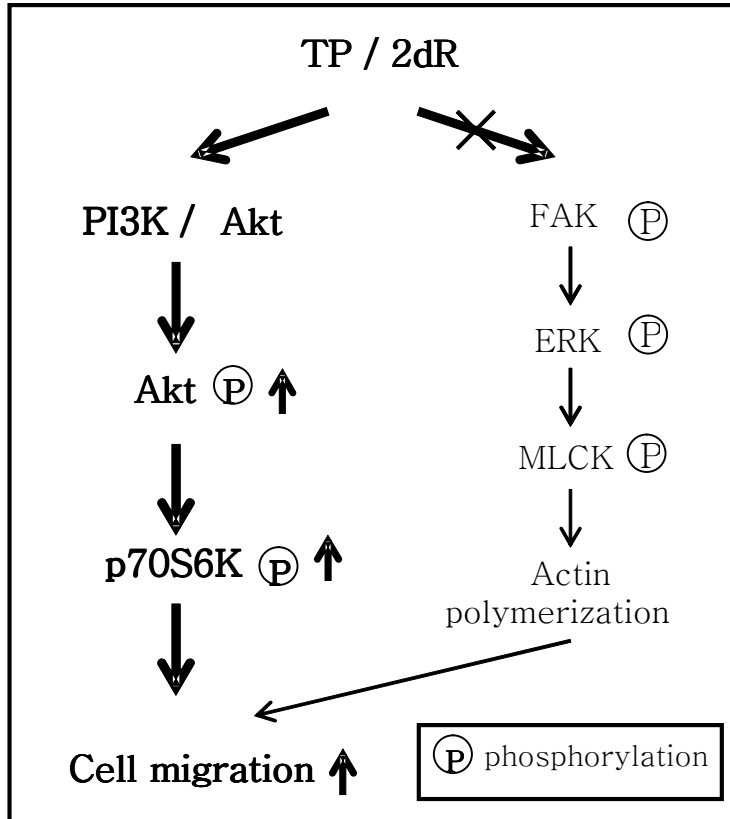 TP / 2dR
PI3K / Akt
FAK P
ERK P
Akt P
MLCK P
p70S6K P
Actin
polymerization
Cell migration
P phosphorylation